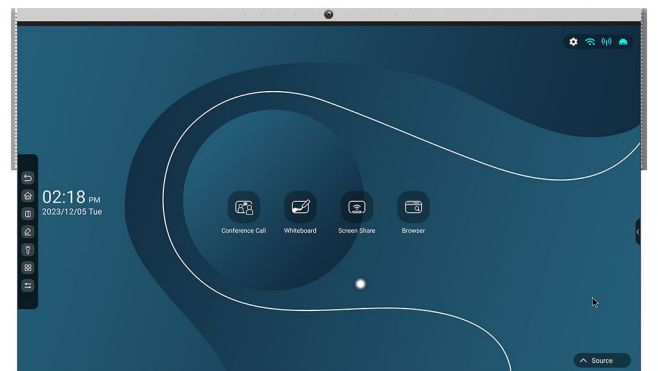 02:18 PM
2023/12/05 Tue
Conference Call
Whiteboard
Screen Share
Browser
Source